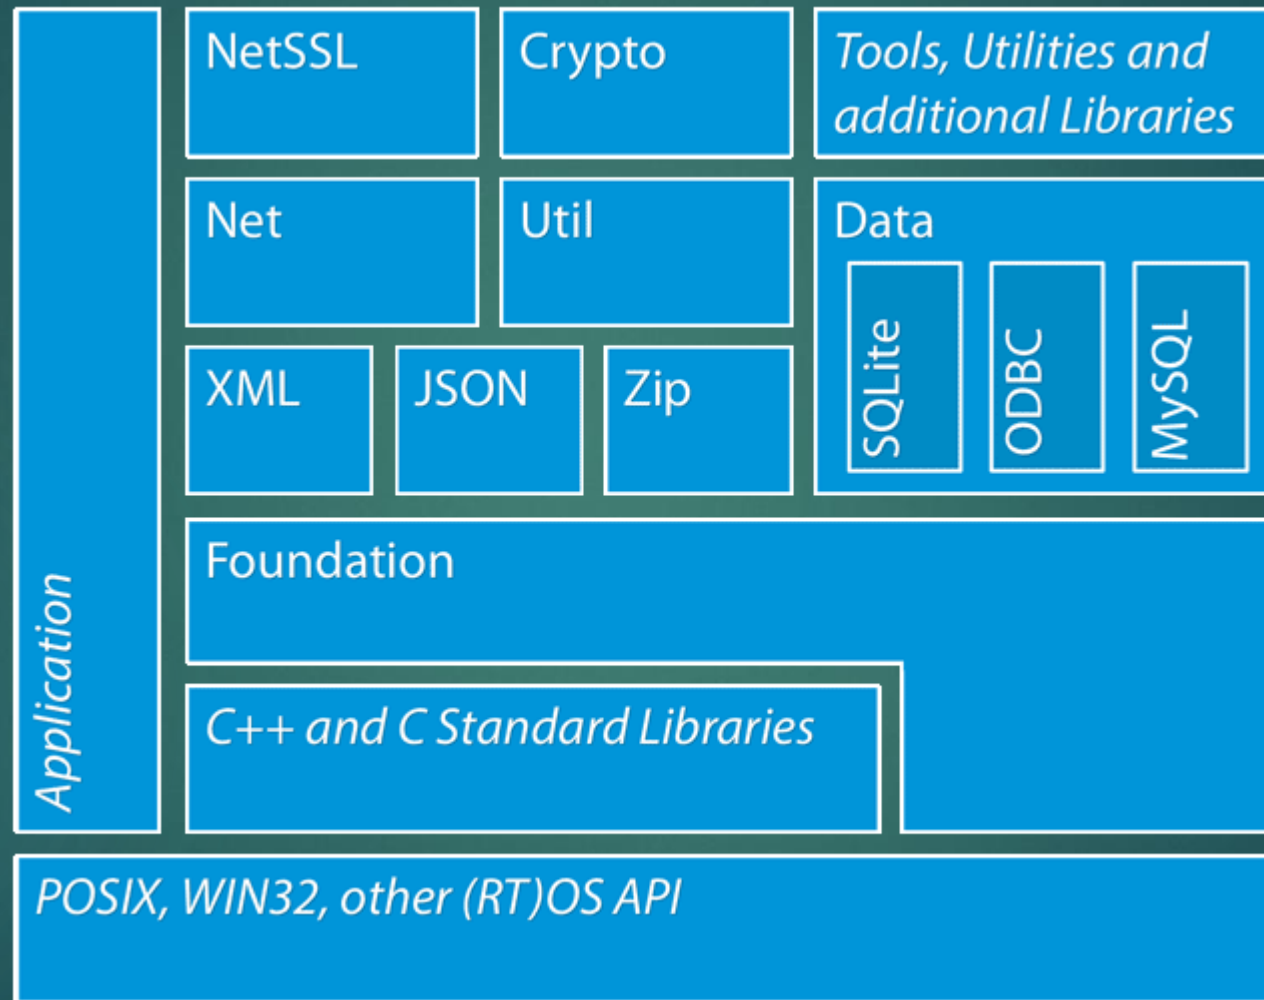 NetSSL
Crypto
Tools, Utilities and
additional Libraries
Net
Util
Data
SQLite
ODBC
MySQL
XML
JSON
Zip
Foundation
Application
C++ and C Standard Libraries
POSIX, WIN32, other (RT)OS API